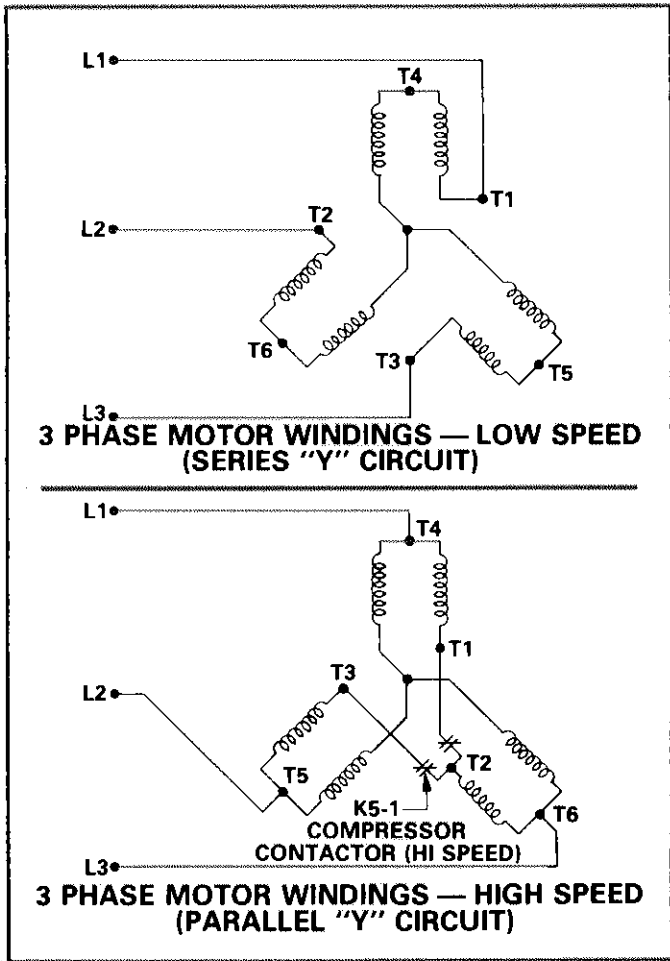 L1
T4
T1
T2
L2
T6
T3
T5
L3
3 PHASE MOTOR WINDINGS — LOW SPEED
(SERIES "Y" CIRCUIT)
L1
T4
T1
T3
L2
T2
T5
K5-1
T6
COMPRESSOR
CONTACTOR (HI SPEED)
L3
3 PHASE MOTOR WINDINGS — HIGH SPEED
(PARALLEL "Y" CIRCUIT)